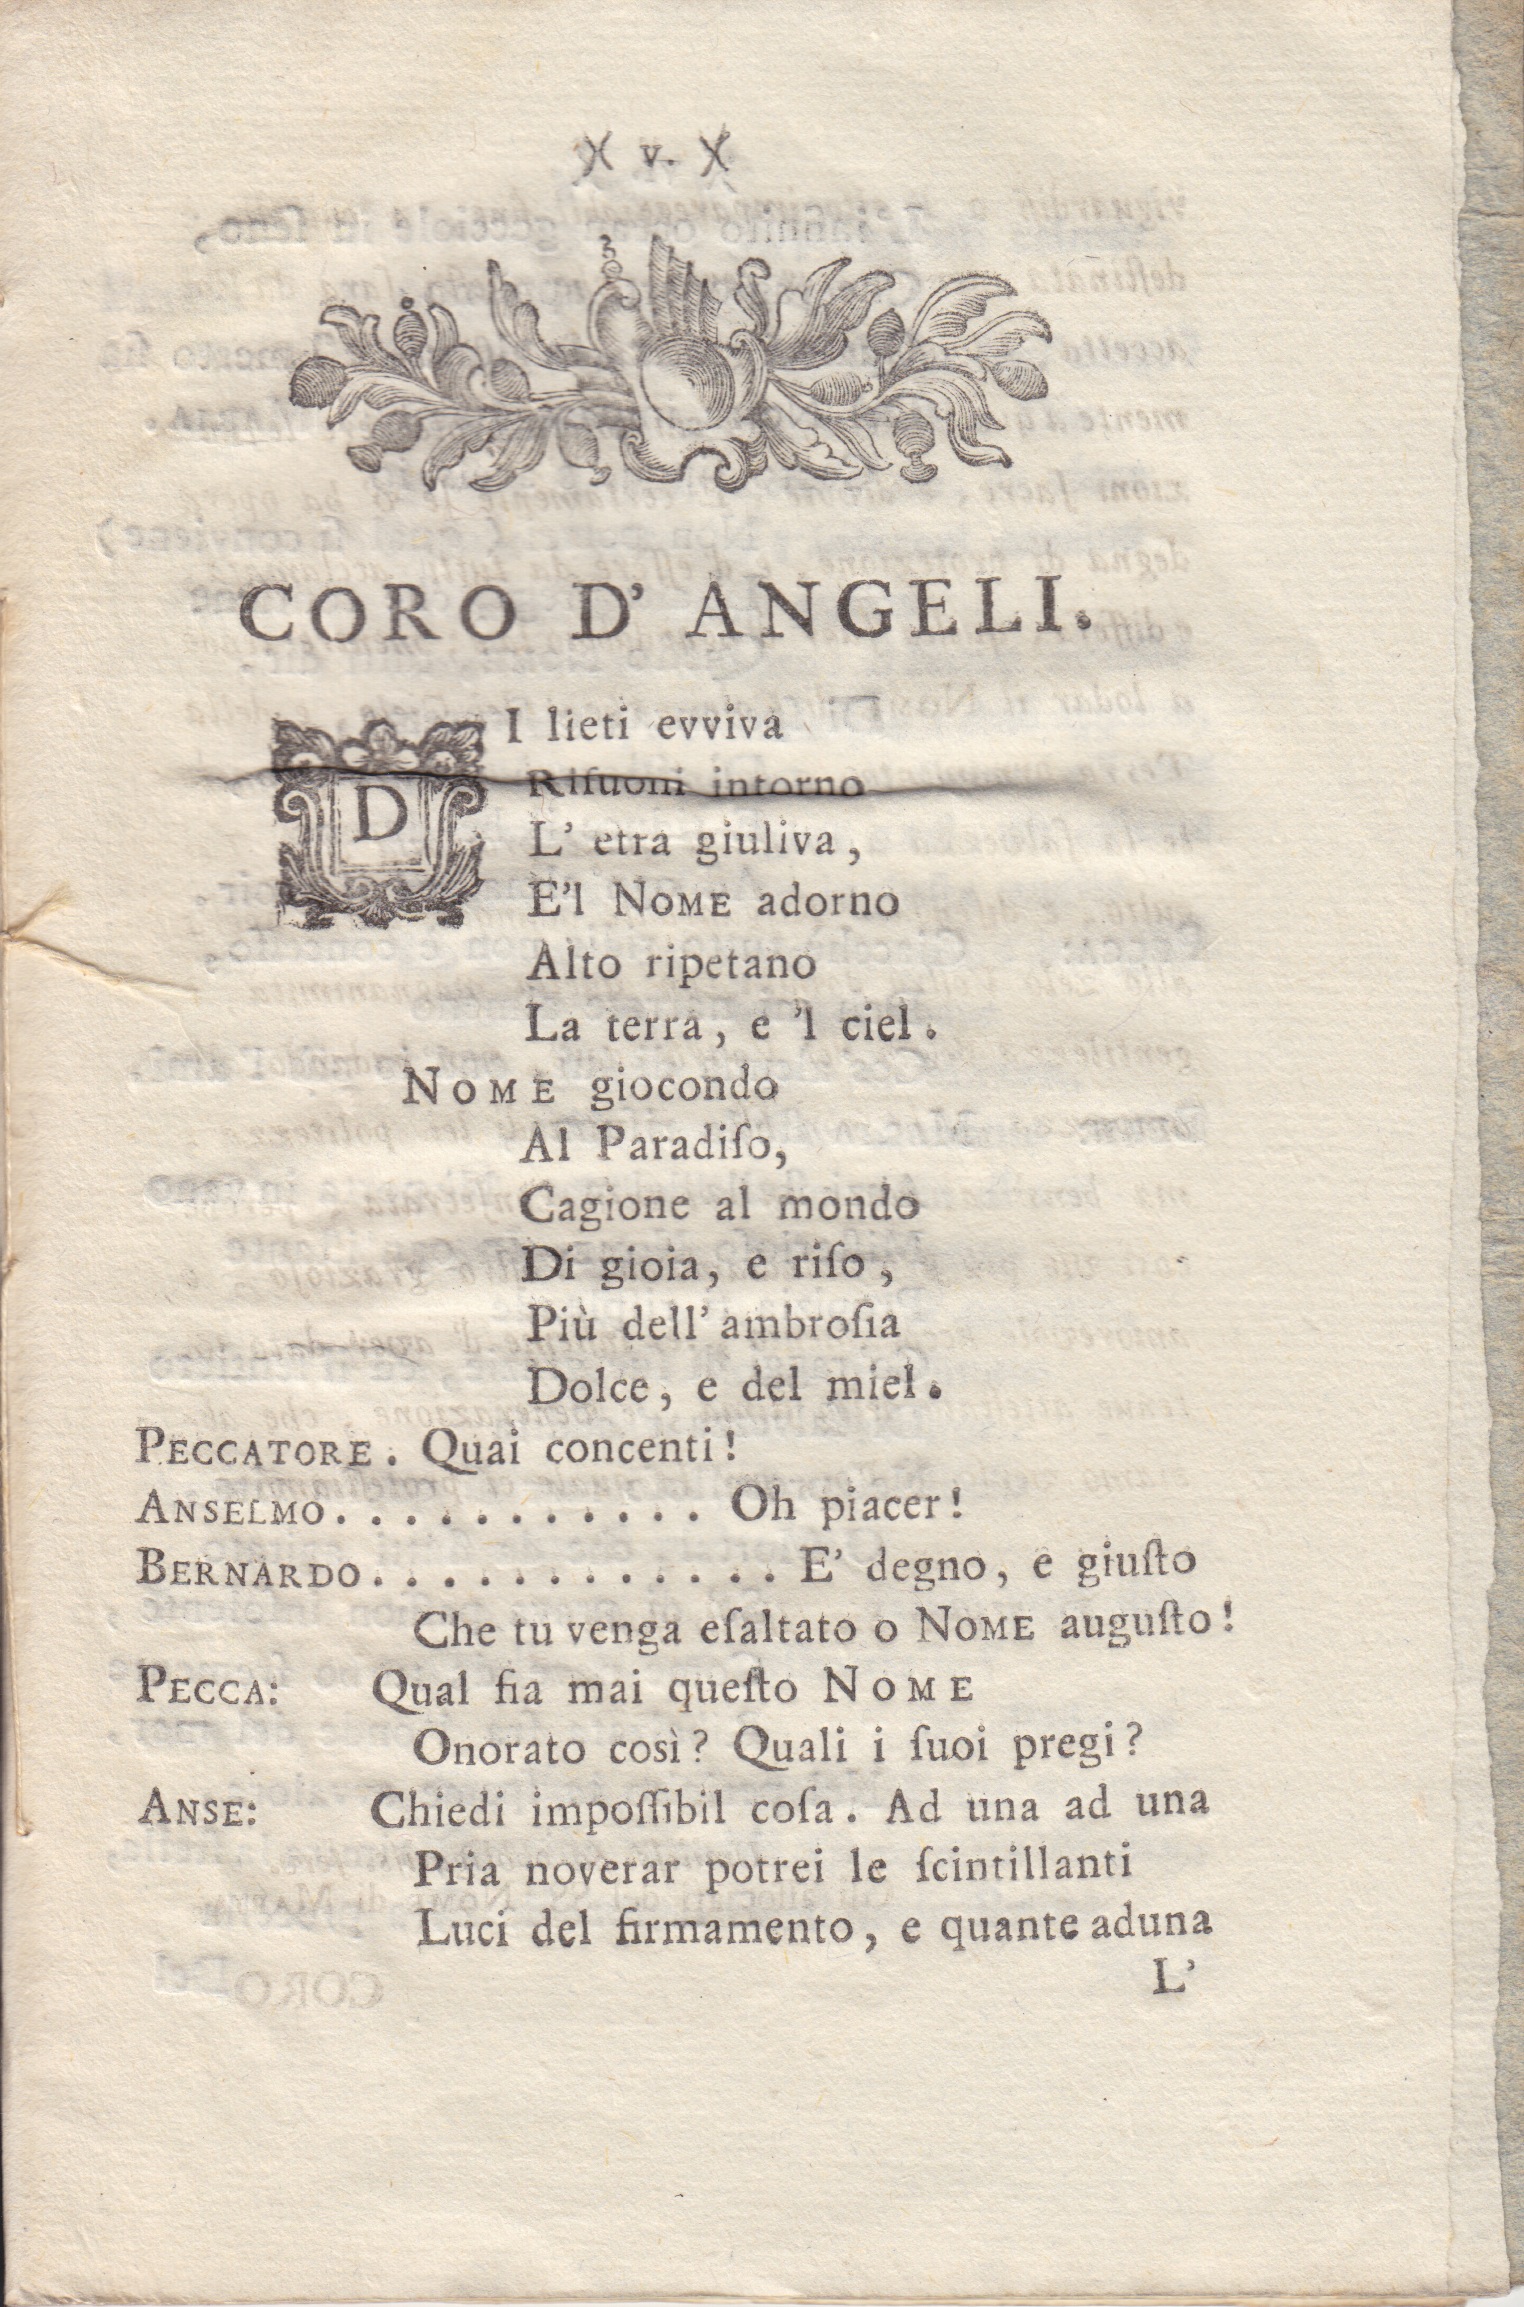 )( v. )(
CORO D' ANGELI.
DI lieti evviva
Riſuoni intorno
L' etra giuliva,
E'l NOME adorno
Alto ripetano
La terra, e 'l ciel.
NOME giocondo
Al Paradiſo,
Cagione al mondo
Di gioia, e riſo,
Più dell' ambroſia
Dolce, e del miel.
PECCATORE. Quai concenti!
ANSELMO. . . . . . . . . . . Oh piacer!
BERNARDO. . . . . . . . . . . . E' degno, e giuſto
Che tu venga eſaltato o NOME auguſto!
PECCA: Qual fia mai queſto NOME
Onorato così? Quali i ſuoi pregi?
ANSE: Chiedi impoſſibil coſa. Ad una ad una
Pria noverar potrei le ſcintillanti
Luci del firmamento, e quante aduna
L'